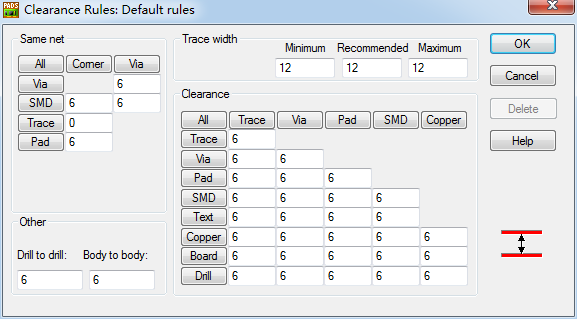 PADS
Clearance Rules: Default rules
Same net
All Corner Via
Via 6
SMD 6 6
Trace 0
Pad 6
Trace width
Minimum Recommended Maximum
12 12 12
Clearance
All Trace Via Pad SMD Copper
Trace 6
Via 6 6
Pad 6 6 6
SMD 6 6 6 6
Text 6 6 6 6
Copper 6 6 6 6 6
Board 6 6 6 6 6
Drill 6 6 6 6 6
Other
Drill to drill: Body to body:
6 6
OK
Cancel
Delete
Help